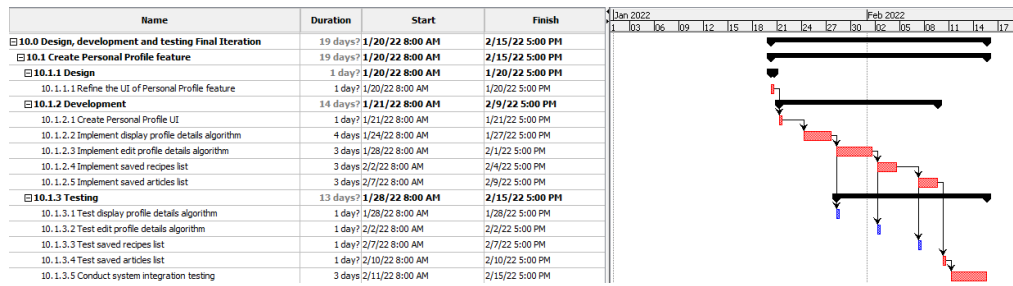 Name Duration Start Finish Jan 2022 Feb 2022
1 03 06 09 12 15 18 21 24 27 30 02 05 08 11 14 17
10.0 Design, development and testing Final Iteration 19 days? 1/20/22 8:00 AM 2/15/22 5:00 PM
10.1 Create Personal Profile feature 19 days? 1/20/22 8:00 AM 2/15/22 5:00 PM
10.1.1 Design 1 day? 1/20/22 8:00 AM 1/20/22 5:00 PM
10.1.1.1 Refine the UI of Personal Profile feature 1 day? 1/20/22 8:00 AM 1/20/22 5:00 PM
10.1.2 Development 14 days? 1/21/22 8:00 AM 2/9/22 5:00 PM
10.1.2.1 Create Personal Profile UI 1 day? 1/21/22 8:00 AM 1/21/22 5:00 PM
10.1.2.2 Implement display profile details algorithm 4 days 1/24/22 8:00 AM 1/27/22 5:00 PM
10.1.2.3 Implement edit profile details algorithm 3 days 1/28/22 8:00 AM 2/1/22 5:00 PM
10.1.2.4 Implement saved recipes list 3 days 2/2/22 8:00 AM 2/4/22 5:00 PM
10.1.2.5 Implement saved articles list 3 days 2/7/22 8:00 AM 2/9/22 5:00 PM
10.1.3 Testing 13 days? 1/28/22 8:00 AM 2/15/22 5:00 PM
10.1.3.1 Test display profile details algorithm 1 day? 1/28/22 8:00 AM 1/28/22 5:00 PM
10.1.3.2 Test edit profile details algorithm 1 day? 2/2/22 8:00 AM 2/2/22 5:00 PM
10.1.3.3 Test saved recipes list 1 day? 2/7/22 8:00 AM 2/7/22 5:00 PM
10.1.3.4 Test saved articles list 1 day? 2/10/22 8:00 AM 2/10/22 5:00 PM
10.1.3.5 Conduct system integration testing 3 days 2/11/22 8:00 AM 2/15/22 5:00 PM